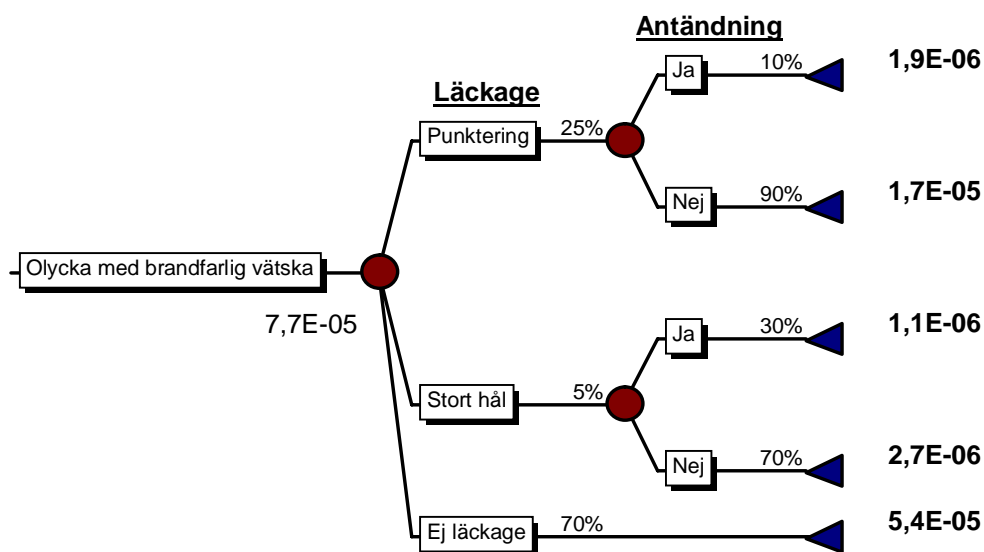 Antändning
Ja 10% 1,9E-06
Läckage
Punktering 25%
Nej 90% 1,7E-05
Olycka med brandfarlig vätska
7,7E-05
Ja 30% 1,1E-06
Stort hål 5%
Nej 70% 2,7E-06
Ej läckage 70% 5,4E-05